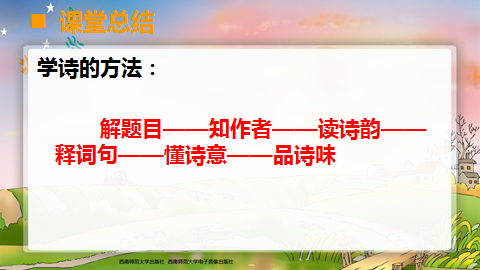 ■ 课堂总结
学诗的方法：
解题目——知作者——读诗韵——
释词句——懂诗意——品诗味
西南师范大学出版社 西南师范大学电子音像出版社